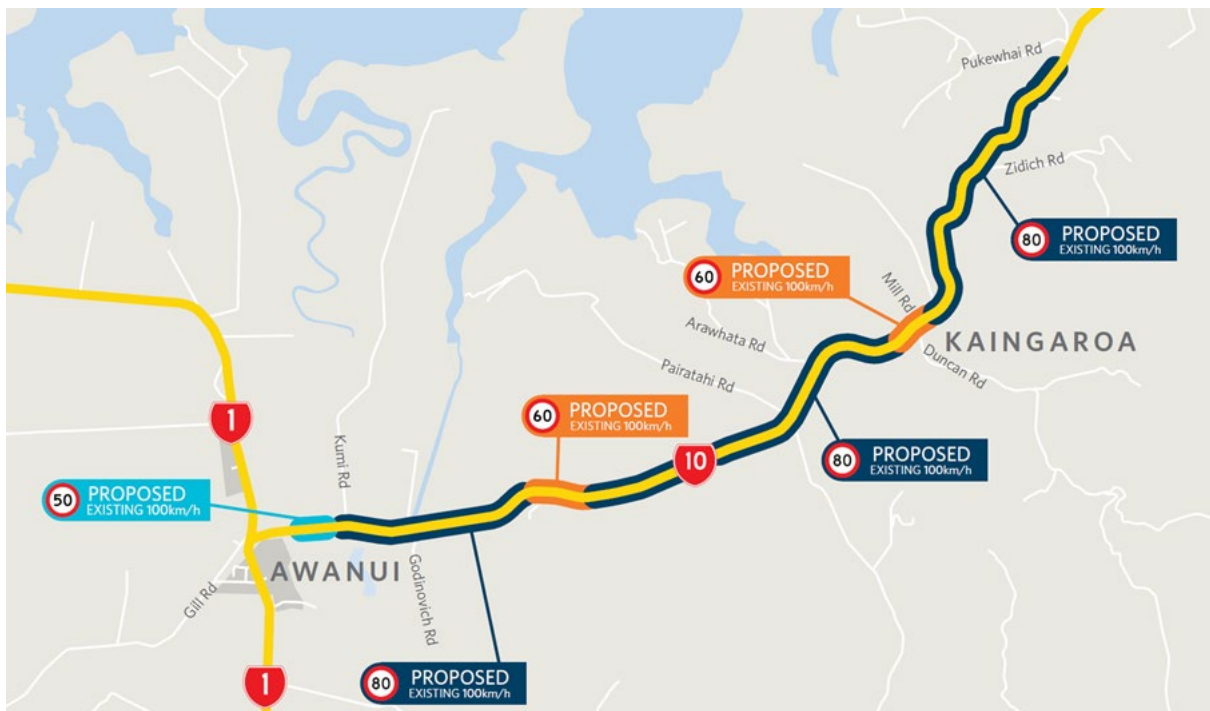 Pukewhai Rd
Zidich Rd
80 PROPOSED
EXISTING 100km/h
60 PROPOSED
EXISTING 100km/h
Mill Rd
KAINGAROA
Arawhata Rd
Duncan Rd
Pairatahi Rd
1
60 PROPOSED
EXISTING 100km/h
10
80 PROPOSED
EXISTING 100km/h
Kumi Rd
50 PROPOSED
EXISTING 100km/h
AWANUI
Gill Rd
Godinovich Rd
1
80 PROPOSED
EXISTING 100km/h